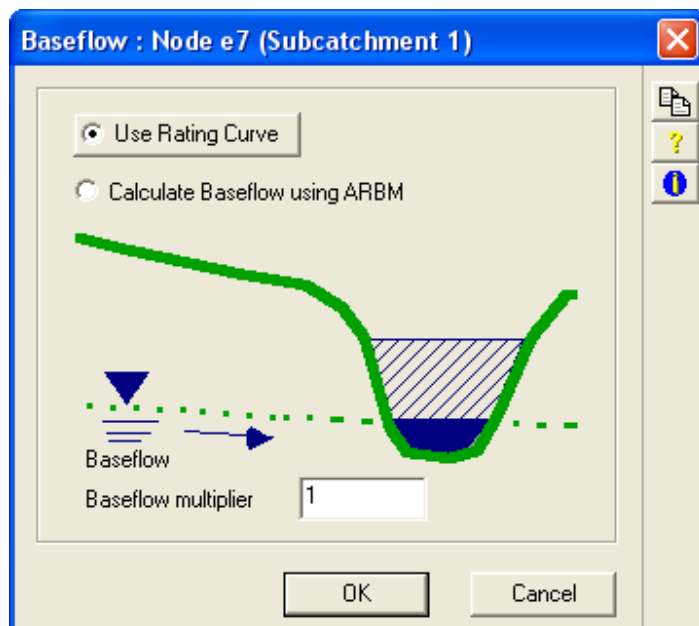 Baseflow : Node e7 (Subcatchment 1)
Use Rating Curve
Calculate Baseflow using ARBM
Baseflow
Baseflow multiplier 1
OK Cancel